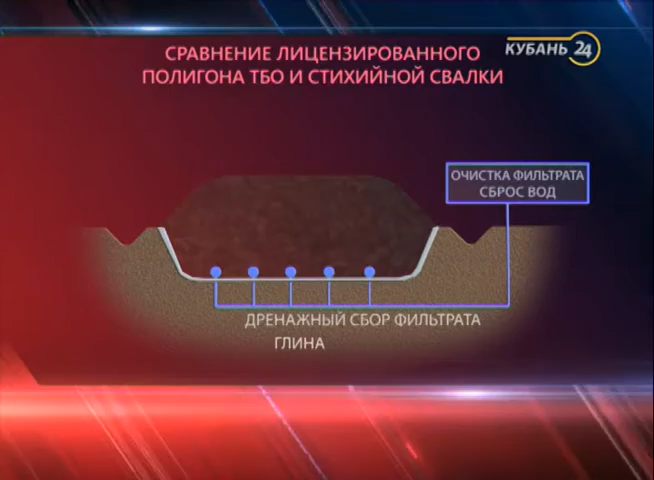 СРАВНЕНИЕ ЛИЦЕНЗИРОВАННОГО
ПОЛИГОНА ТБО И СТИХИЙНОЙ СВАЛКИ
КУБАНЬ 24
ОЧИСТКА ФИЛЬТРАТА
СБРОС ВОД
ДРЕНАЖНЫЙ СБОР ФИЛЬТРАТА
ГЛИНА